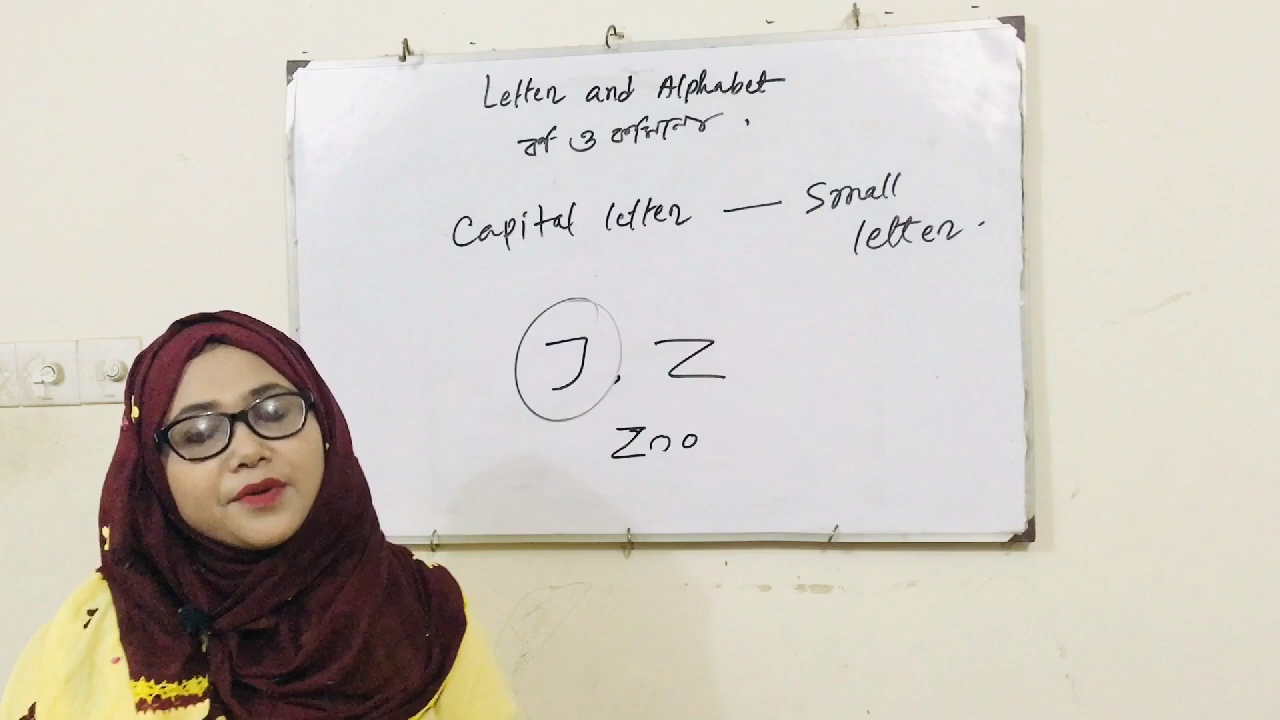 Letter and Alphabet
বর্ণ ও বর্ণমালা .
Capital letter — Small
letter.
J, Z
Zoo